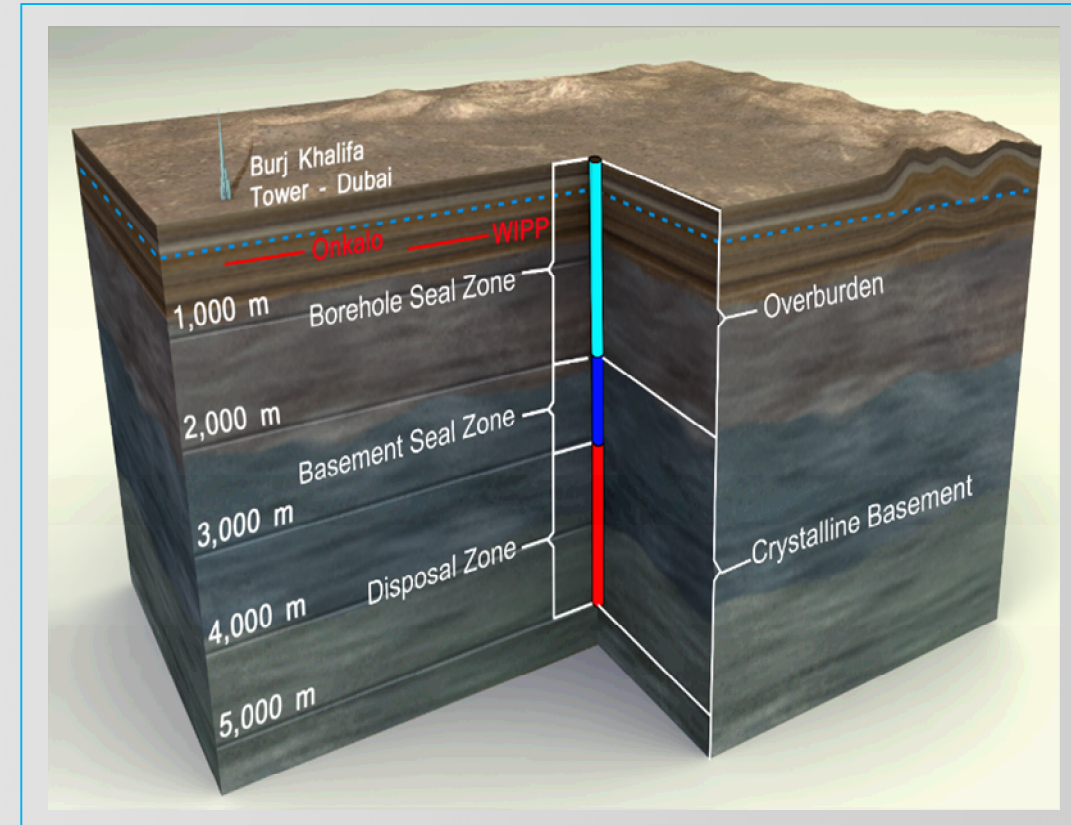 Burj Khalifa
Tower - Dubai
Onkalo
WIPP
1,000 m
Borehole Seal Zone
Overburden
2,000 m
Basement Seal Zone
3,000 m
Crystalline Basement
Disposal Zone
4,000 m
5,000 m